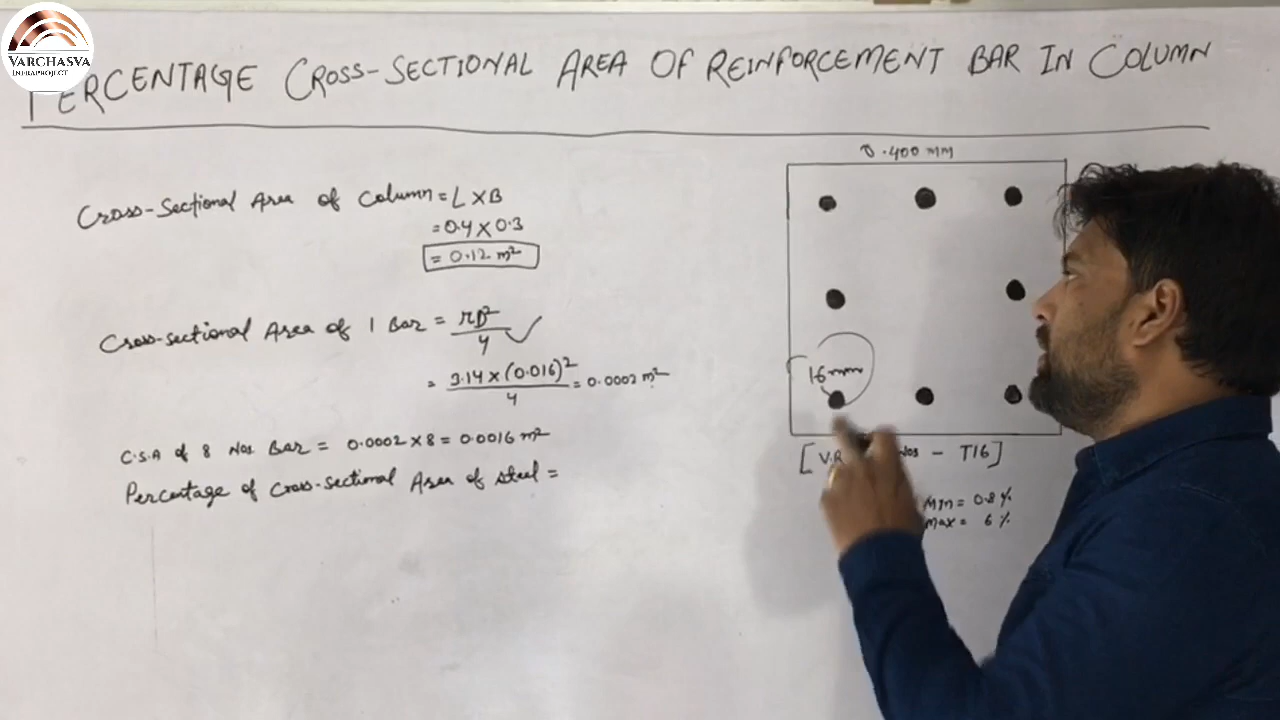 VARCHASVA
INFRAPROJECT
PERCENTAGE CROSS-SECTIONAL AREA OF REINFORCEMENT BAR IN COLUMN
Cross-Sectional Area of Column = L X B
= 0.4 X 0.3
= 0.12 m²
Cross-sectional Area of 1 Bar = πD²/4 ✓
= 3.14 x (0.016)²/4 = 0.0002 m²
C.S.A of 8 Nos Bar = 0.0002 x 8 = 0.0016 m²
Percentage of Cross-sectional Area of steel =
0.400 mm
16mm
[V.R Nos - T16]
Min = 0.8 %
max = 6 %